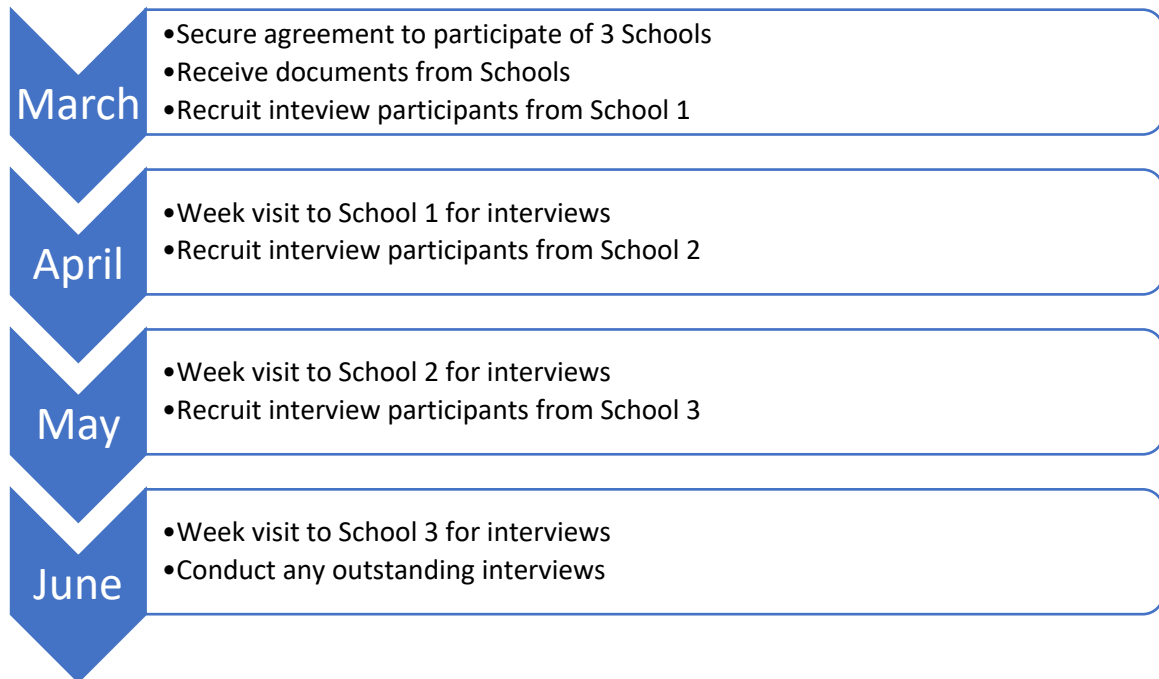 March
•Secure agreement to participate of 3 Schools
•Receive documents from Schools
•Recruit inteview participants from School 1
April
•Week visit to School 1 for interviews
•Recruit interview participants from School 2
May
•Week visit to School 2 for interviews
•Recruit interview participants from School 3
June
•Week visit to School 3 for interviews
•Conduct any outstanding interviews